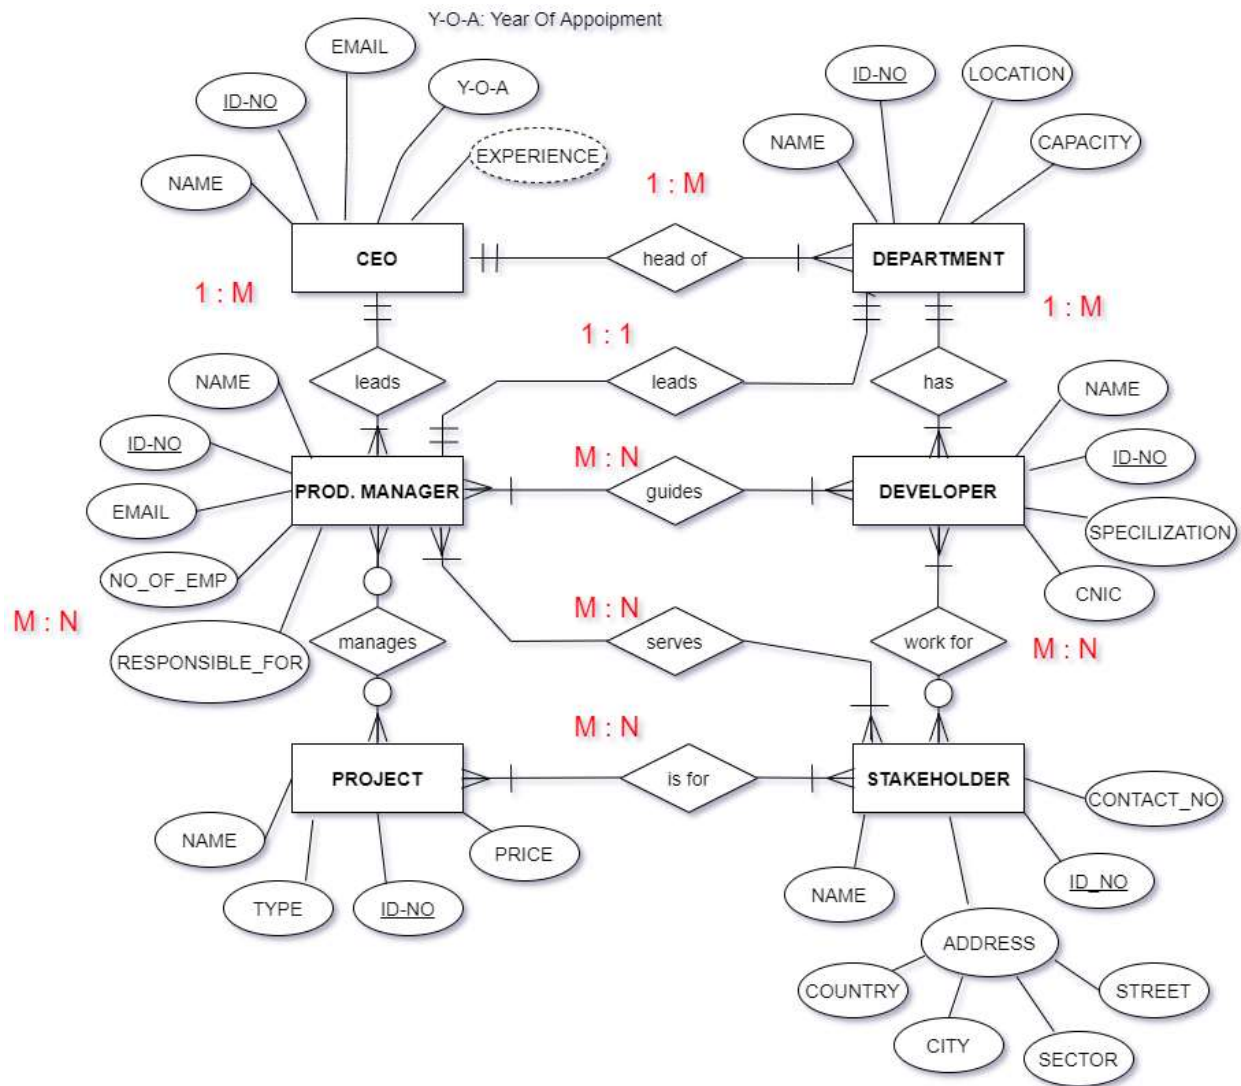 Y-O-A: Year Of Appoipment
EMAIL
ID-NO
LOCATION
ID-NO
Y-O-A
NAME
CAPACITY
EXPERIENCE
NAME
1 : M
CEO
head of
DEPARTMENT
1 : M
1 : M
1 : 1
NAME
leads
leads
has
NAME
ID-NO
M : N
ID-NO
PROD. MANAGER
guides
DEVELOPER
EMAIL
SPECILIZATION
NO_OF_EMP
CNIC
M : N
M : N
manages
serves
work for
M : N
RESPONSIBLE_FOR
M : N
PROJECT
is for
STAKEHOLDER
CONTACT_NO
NAME
PRICE
NAME
ID_NO
TYPE
ID-NO
ADDRESS
COUNTRY
STREET
CITY
SECTOR